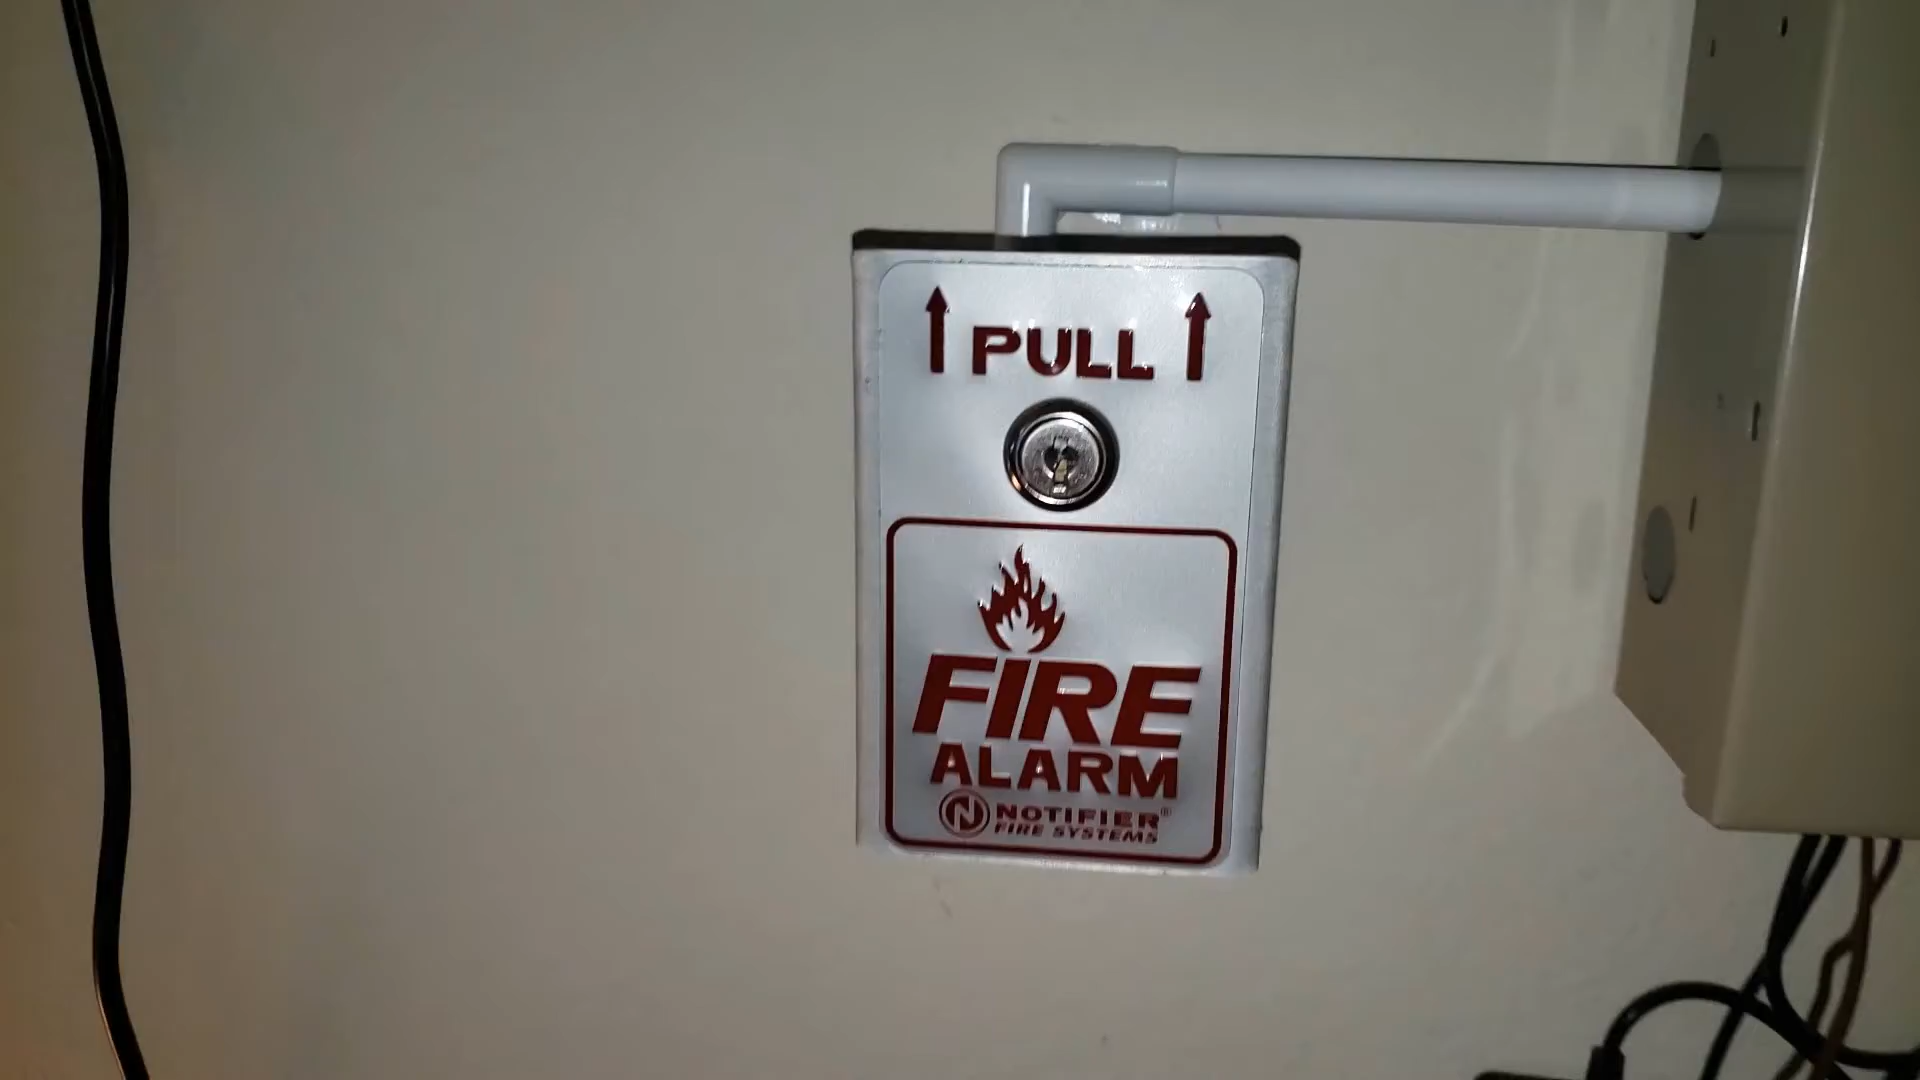 PULL
FIRE
ALARM
N NOTIFIER®
FIRE SYSTEMS